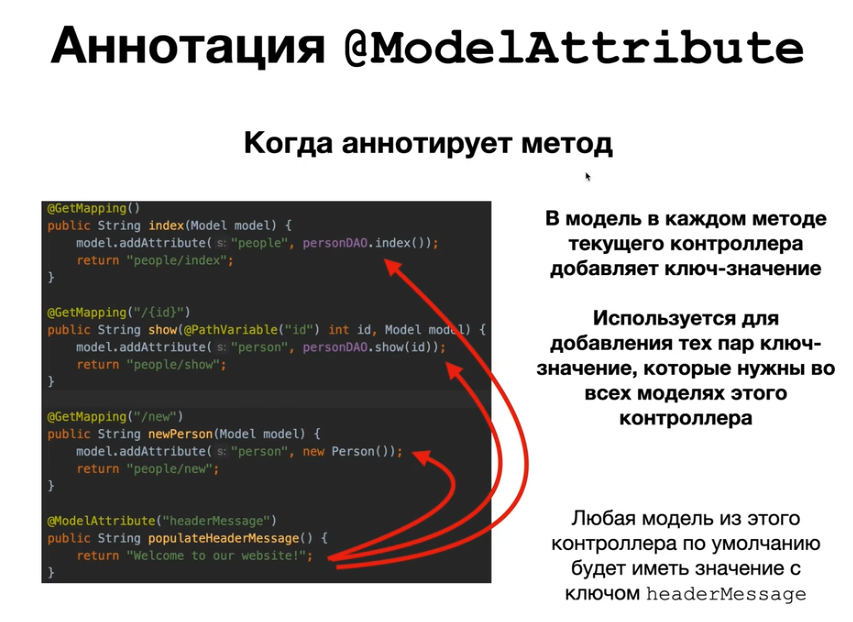 Аннотация @ModelAttribute
Когда аннотирует метод
@GetMapping()
public String index(Model model) {
model.addAttribute( s: "people", personDAO.index());
return "people/index";
}
@GetMapping("/{id}")
public String show(@PathVariable("id") int id, Model model) {
model.addAttribute( s: "person", personDAO.show(id));
return "people/show";
}
@GetMapping("/new")
public String newPerson(Model model) {
model.addAttribute( s: "person", new Person());
return "people/new";
}
@ModelAttribute("headerMessage")
public String populateHeaderMessage() {
return "Welcome to our website!";
}
В модель в каждом методе
текущего контроллера
добавляет ключ-значение
Используется для
добавления тех пар ключ-
значение, которые нужны во
всех моделях этого
контроллера
Любая модель из этого
контроллера по умолчанию
будет иметь значение с
ключом headerMessage